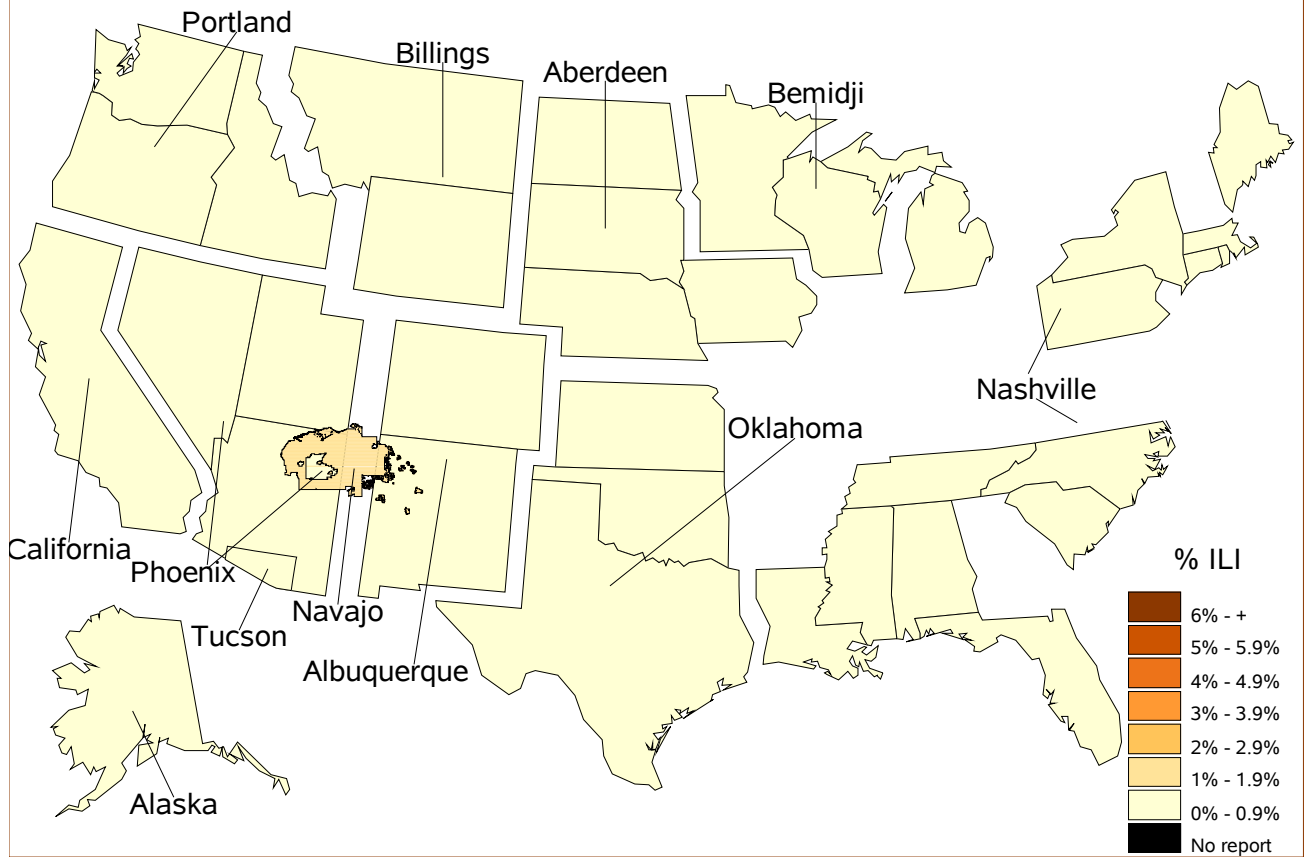 Portland
Billings
Aberdeen
Bemidji
Nashville
Oklahoma
California
Phoenix
Navajo
Tucson
Albuquerque
Alaska
% ILI
6% - +
5% - 5.9%
4% - 4.9%
3% - 3.9%
2% - 2.9%
1% - 1.9%
0% - 0.9%
No report